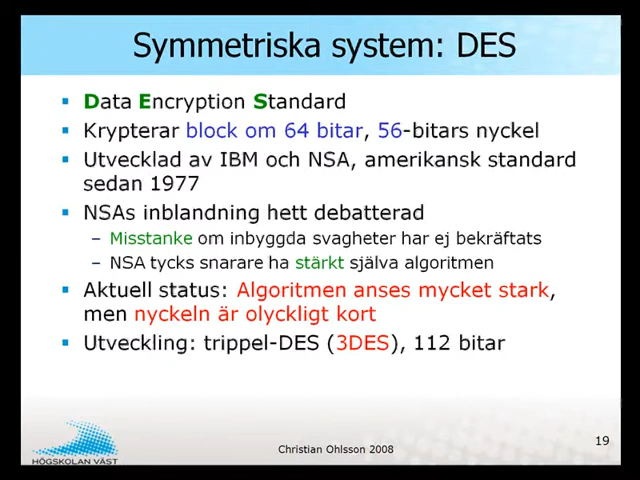 Symmetriska system: DES
Data Encryption Standard
Krypterar block om 64 bitar, 56-bitars nyckel
Utvecklad av IBM och NSA, amerikansk standard
sedan 1977
NSAs inblandning hett debatterad
– Misstanke om inbyggda svagheter har ej bekräftats
– NSA tycks snarare ha stärkt själva algoritmen
Aktuell status: Algoritmen anses mycket stark,
men nyckeln är olyckligt kort
Utveckling: trippel-DES (3DES), 112 bitar
HÖGSKOLAN VÄST
Christian Ohlsson 2008
19